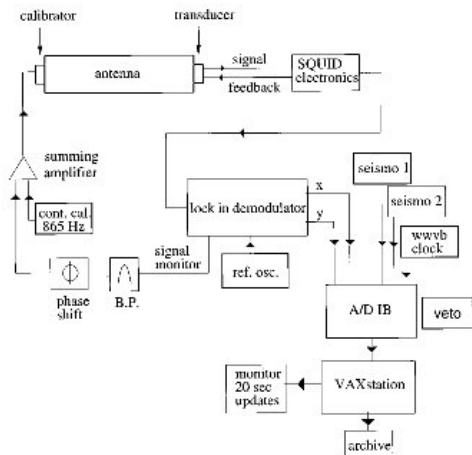 calibrator
transducer
antenna
signal
feedback
SQUID
electronics
summing
amplifier
cont. cal.
865 Hz
phase
shift
B.P.
signal
monitor
lock in demodulator
ref. osc.
x
y
seismo 1
seismo 2
wwvb
clock
A/D IB
veto
monitor
20 sec
updates
VAXstation
archive